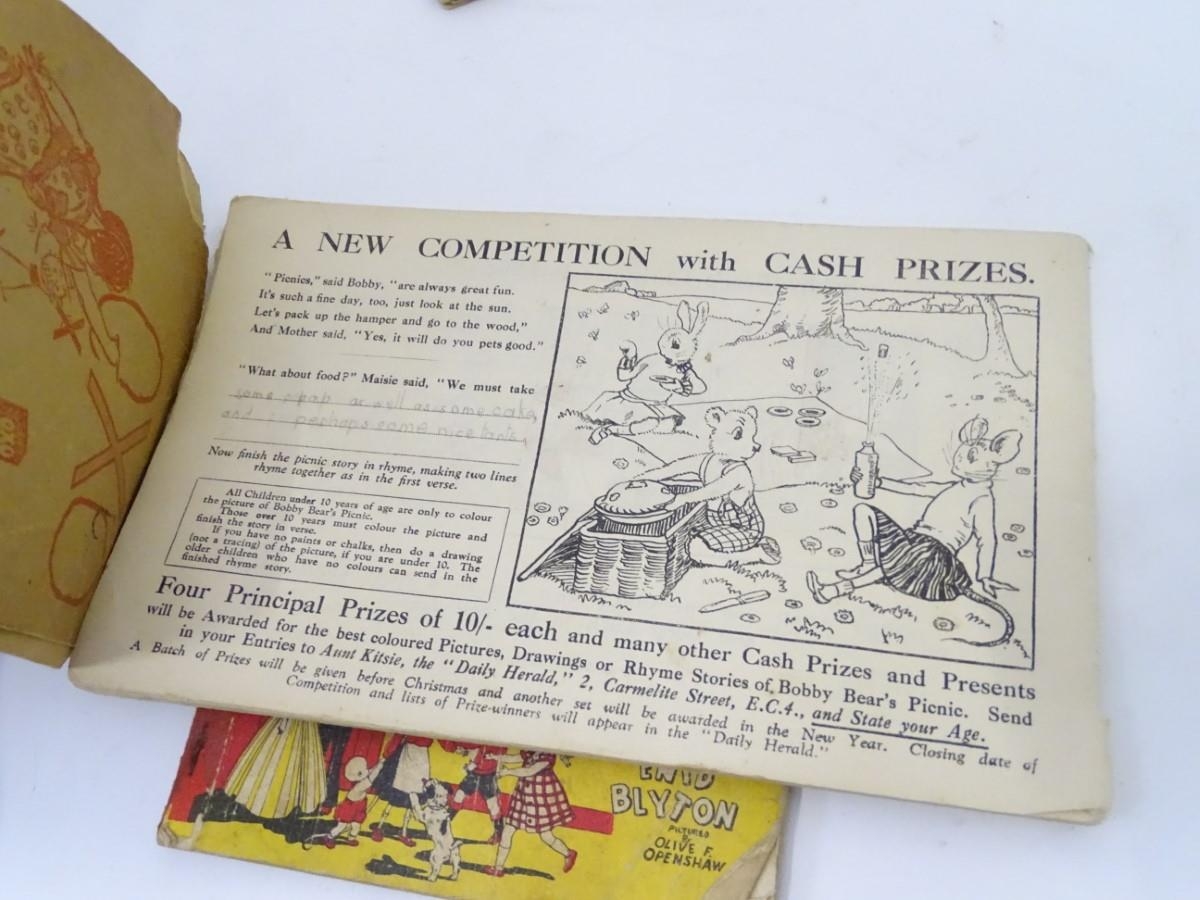 A NEW COMPETITION with CASH PRIZES.
"Picnics," said Bobby, "are always great fun.
It's such a fine day, too, just look at the sun.
Let's pack up the hamper and go to the wood,"
And Mother said, "Yes, it will do you pets good."
"What about food?" Maisie said, "We must take
some as well as some cake,
and perhaps some nice tarts,
Now finish the picnic story in rhyme, making two lines
rhyme together as in the first verse.
All Children under 10 years of age are only to colour
the picture of Bobby Bear's Picnic.
Those over 10 years must colour the picture and
finish the story in verse.
If you have no paints or chalks, then do a drawing
(not a tracing) of the picture, if you are under 10. The
older children who have no colours can send in the
finished rhyme story.
Four Principal Prizes of 10/- each and many other Cash Prizes and Presents
will be Awarded for the best coloured Pictures, Drawings or Rhyme Stories of Bobby Bear's Picnic. Send
in your Entries to Aunt Kitsie, the "Daily Herald," 2, Carmelite Street, E.C.4., and State your Age.
A Batch of Prizes will be given before Christmas and another set will be awarded in the New Year. Closing date of
Competition and lists of Prize-winners will appear in the "Daily Herald."
OXO
OXO
ENID
BLYTON
PICTURED
BY
OLIVE F.
OPENSHAW